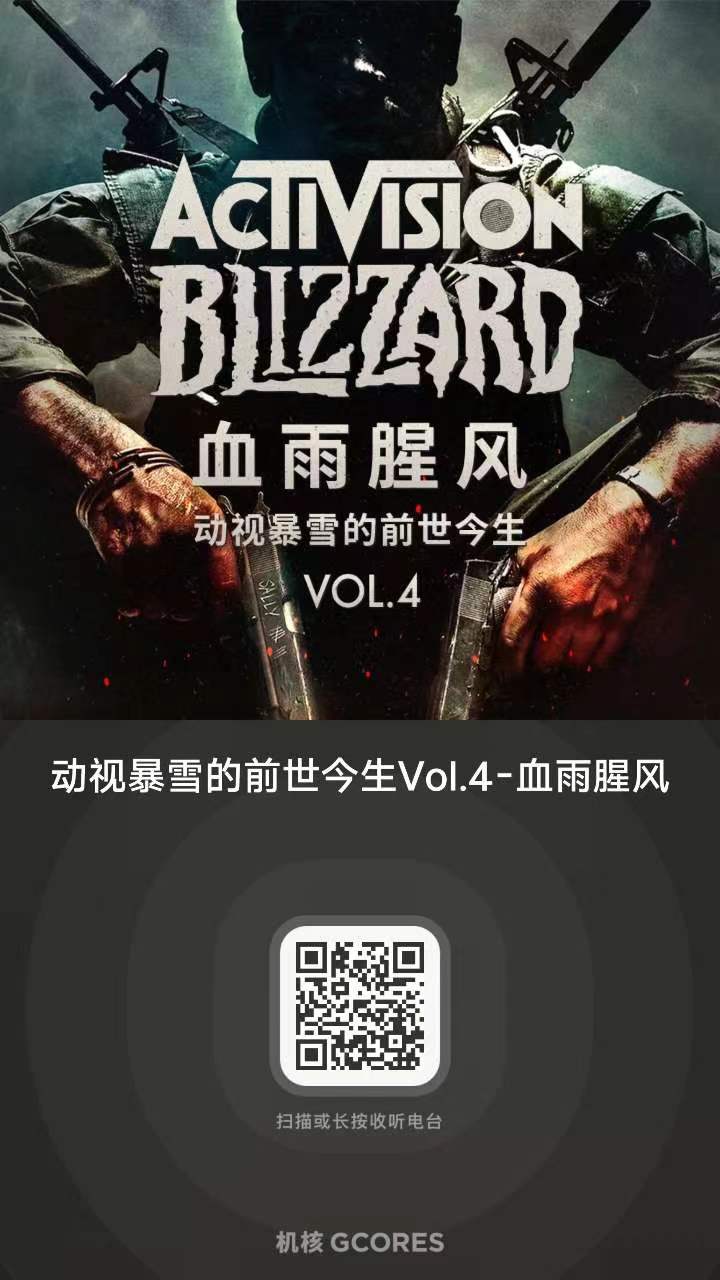 ACTIVISION
BLIZZARD
血雨腥风
动视暴雪的前世今生
VOL.4
SALLY
动视暴雪的前世今生Vol.4-血雨腥风
扫描或长按收听电台
机核 GCORES